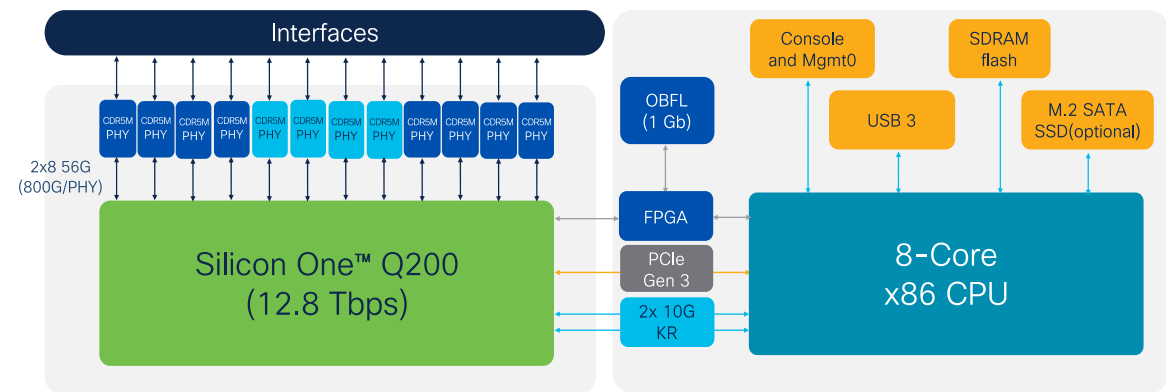 Interfaces
CDR5M
PHY
CDR5M
PHY
CDR5M
PHY
CDR5M
PHY
CDR5M
PHY
CDR5M
PHY
CDR5M
PHY
CDR5M
PHY
CDR5M
PHY
CDR5M
PHY
CDR5M
PHY
CDR5M
PHY
2x8 56G
(800G/PHY)
Silicon One™ Q200
(12.8 Tbps)
OBFL
(1 Gb)
FPGA
PCIe
Gen 3
2x 10G
KR
Console
and Mgmt0
USB 3
SDRAM
flash
M.2 SATA
SSD(optional)
8-Core
x86 CPU